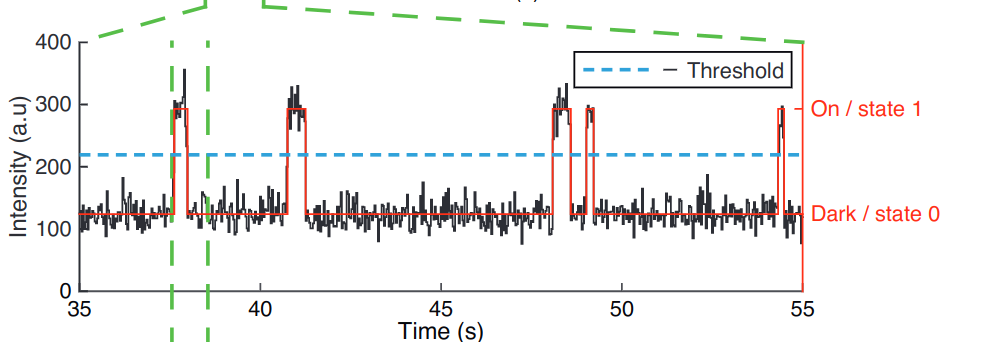 400
300
200
100
0
Intensity (a.u)
Threshold
On / state 1
Dark / state 0
35 40 45 50 55
Time (s)